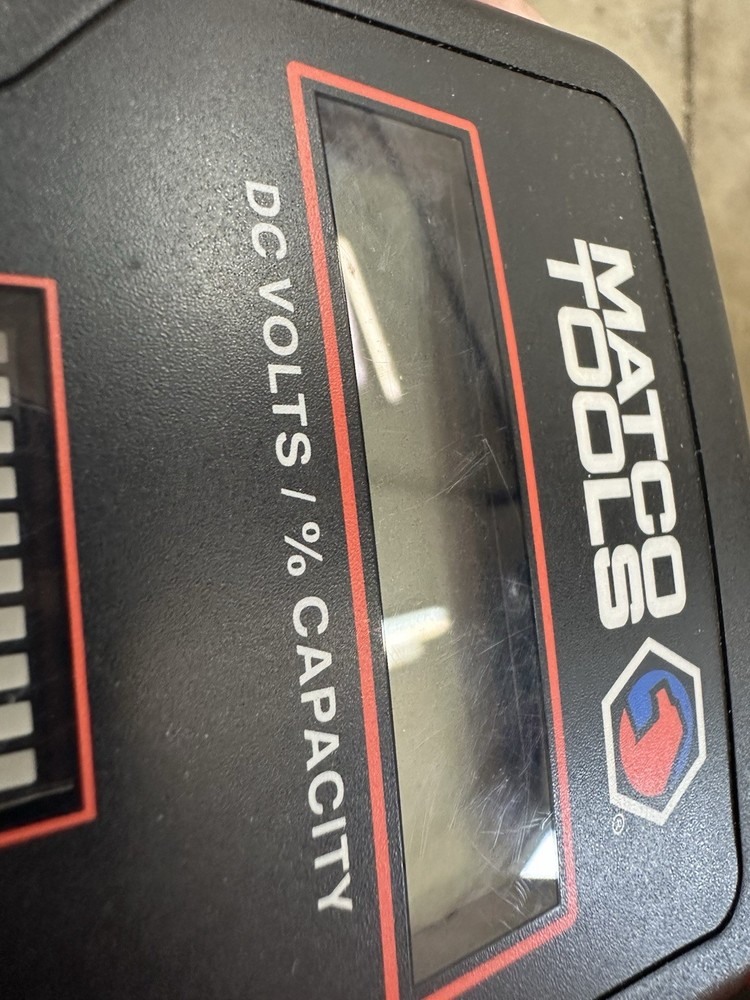 MATCO
TOOLS
®
DC VOLTS / % CAPACITY